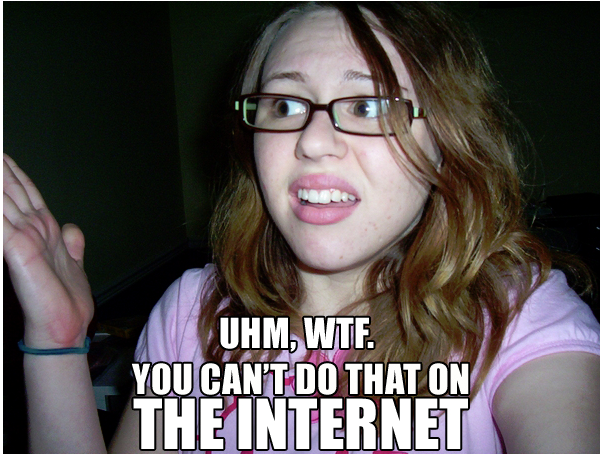 UHM, WTF.
YOU CAN'T DO THAT ON
THE INTERNET